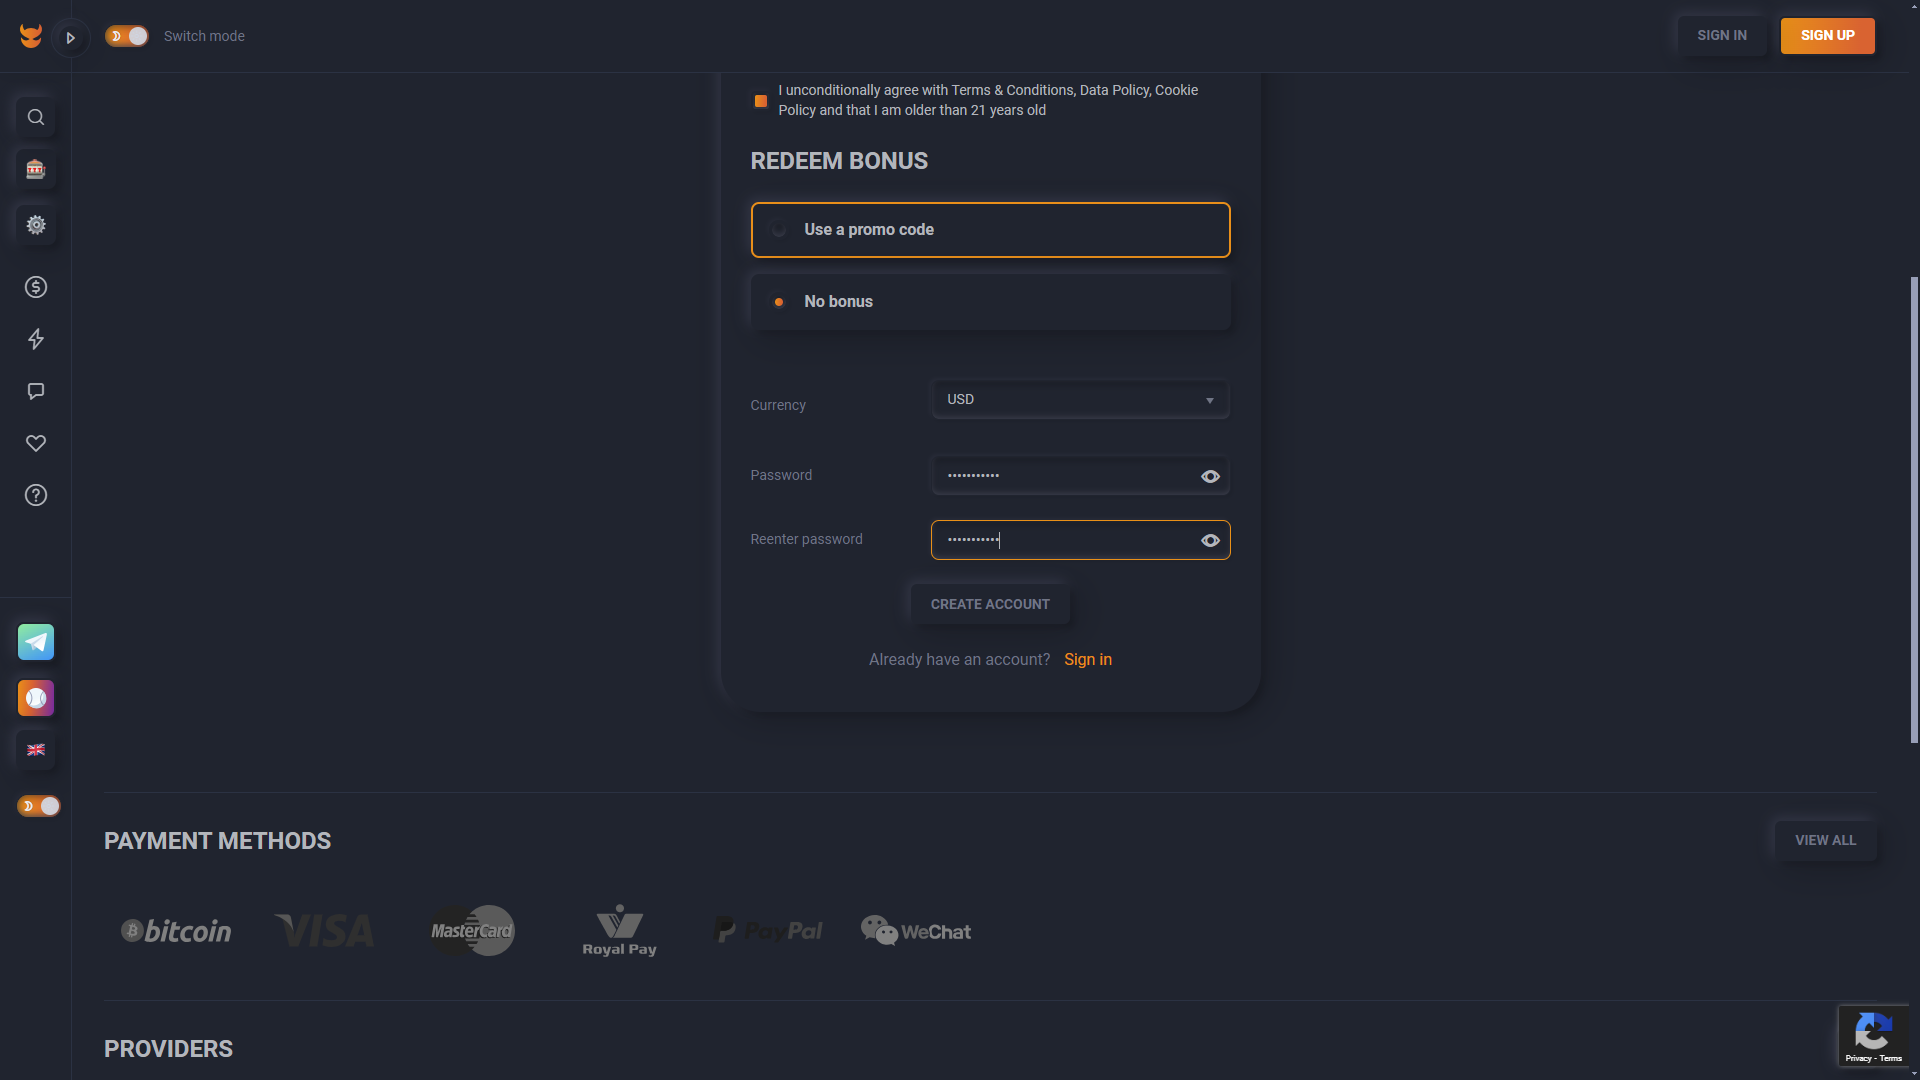 Switch mode
SIGN IN
SIGN UP
I unconditionally agree with Terms & Conditions, Data Policy, Cookie
Policy and that I am older than 21 years old
REDEEM BONUS
Use a promo code
No bonus
Currency
USD
Password
•••••••••••
Reenter password
•••••••••••
CREATE ACCOUNT
Already have an account? Sign in
PAYMENT METHODS
VIEW ALL
bitcoin
VISA
MasterCard
Royal Pay
PayPal
WeChat
PROVIDERS
Privacy - Terms